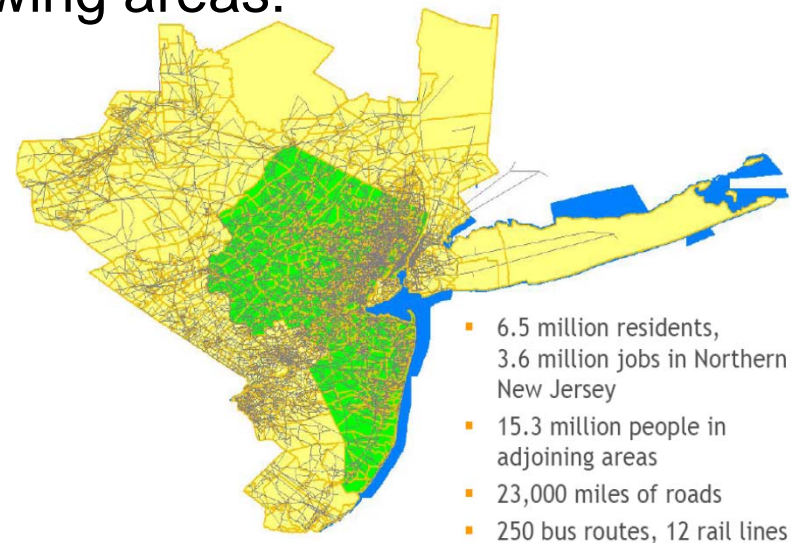 wing areas.
▪ 6.5 million residents,
3.6 million jobs in Northern
New Jersey
▪ 15.3 million people in
adjoining areas
▪ 23,000 miles of roads
▪ 250 bus routes, 12 rail lines